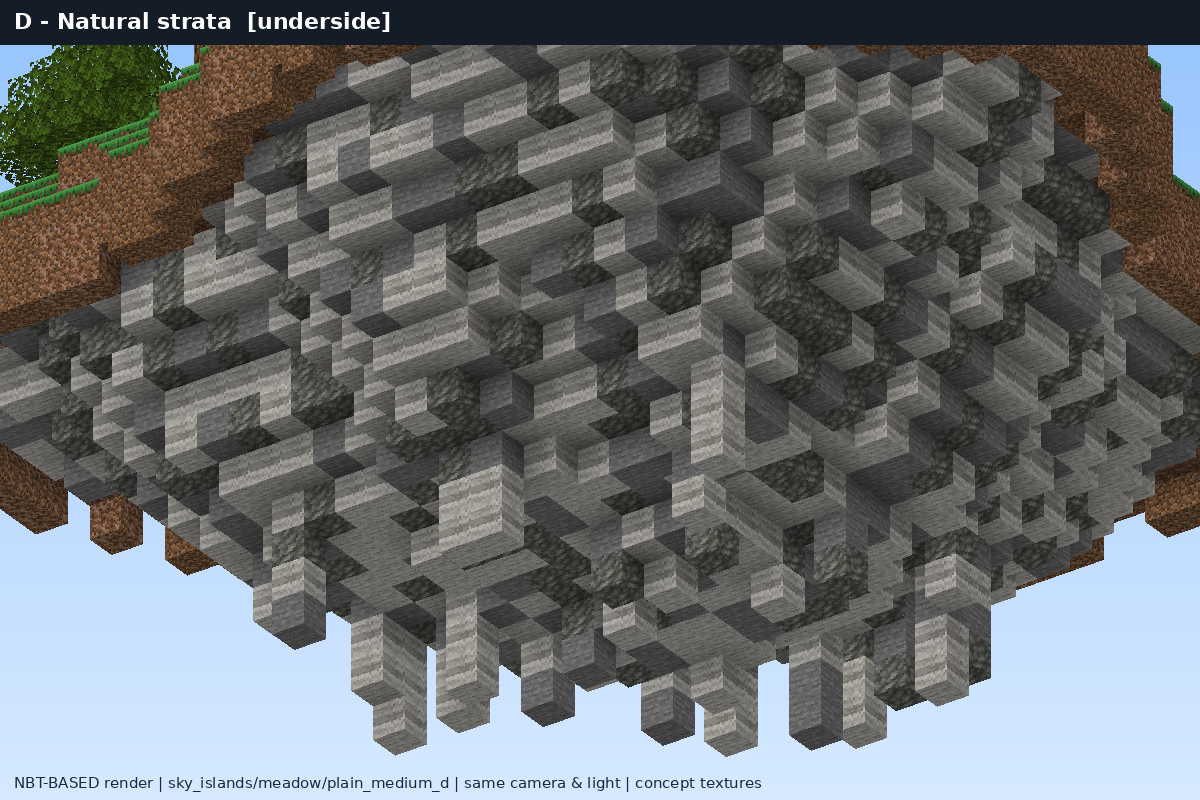 D - Natural strata  [underside]
NBT-BASED render | sky_islands/meadow/plain_medium_d | same camera & light | concept textures